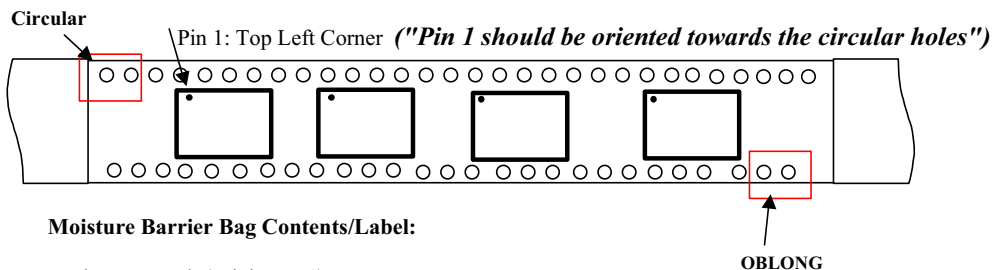 Circular
Pin 1: Top Left Corner ("Pin 1 should be oriented towards the circular holes")
Moisture Barrier Bag Contents/Label:
OBLONG